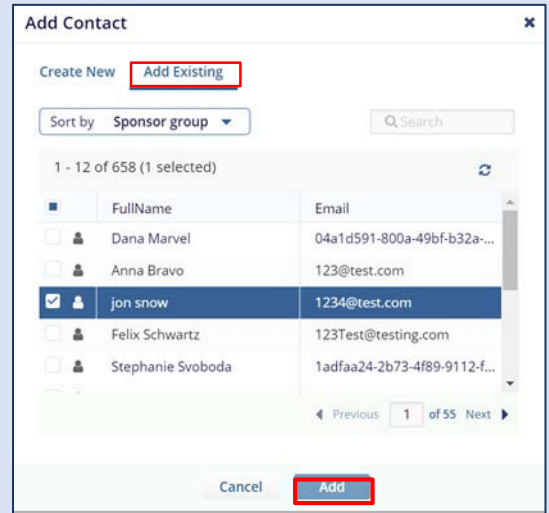 Add Contact ×
Create New Add Existing
Sort by Sponsor group Search
1 - 12 of 658 (1 selected)
FullName Email
Dana Marvel 04a1d591-800a-49bf-b32a-...
Anna Bravo 123@test.com
jon snow 1234@test.com
Felix Schwartz 123Test@testing.com
Stephanie Svoboda 1adfaa24-2b73-4f89-9112-f...
Previous 1 of 55 Next
Cancel Add